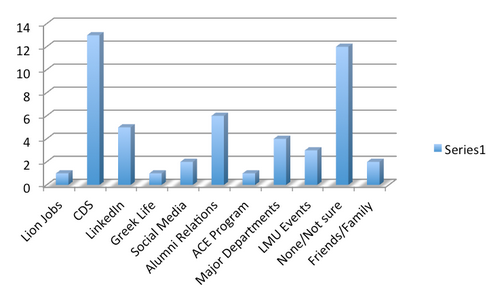 14
12
10
8
6
4
2
0
Series1
Lion Jobs
CDS
LinkedIn
Greek Life
Social Media
Alumni Relations
ACE Program
Major Departments
LMU Events
None/Not sure
Friends/Family